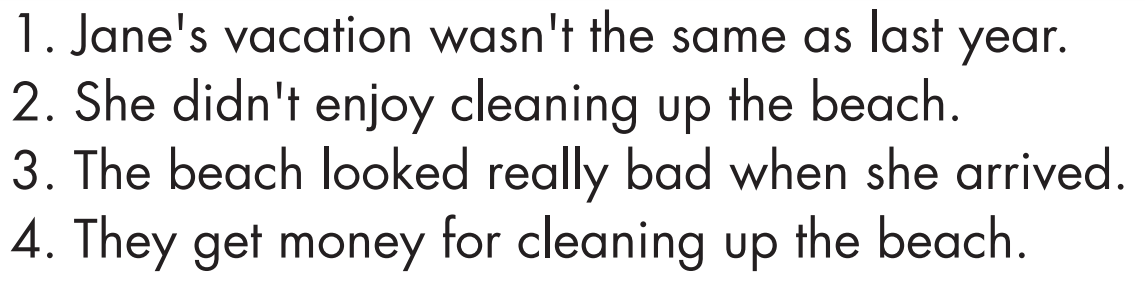 1. Jane's vacation wasn't the same as last year.
2. She didn't enjoy cleaning up the beach.
3. The beach looked really bad when she arrived.
4. They get money for cleaning up the beach.